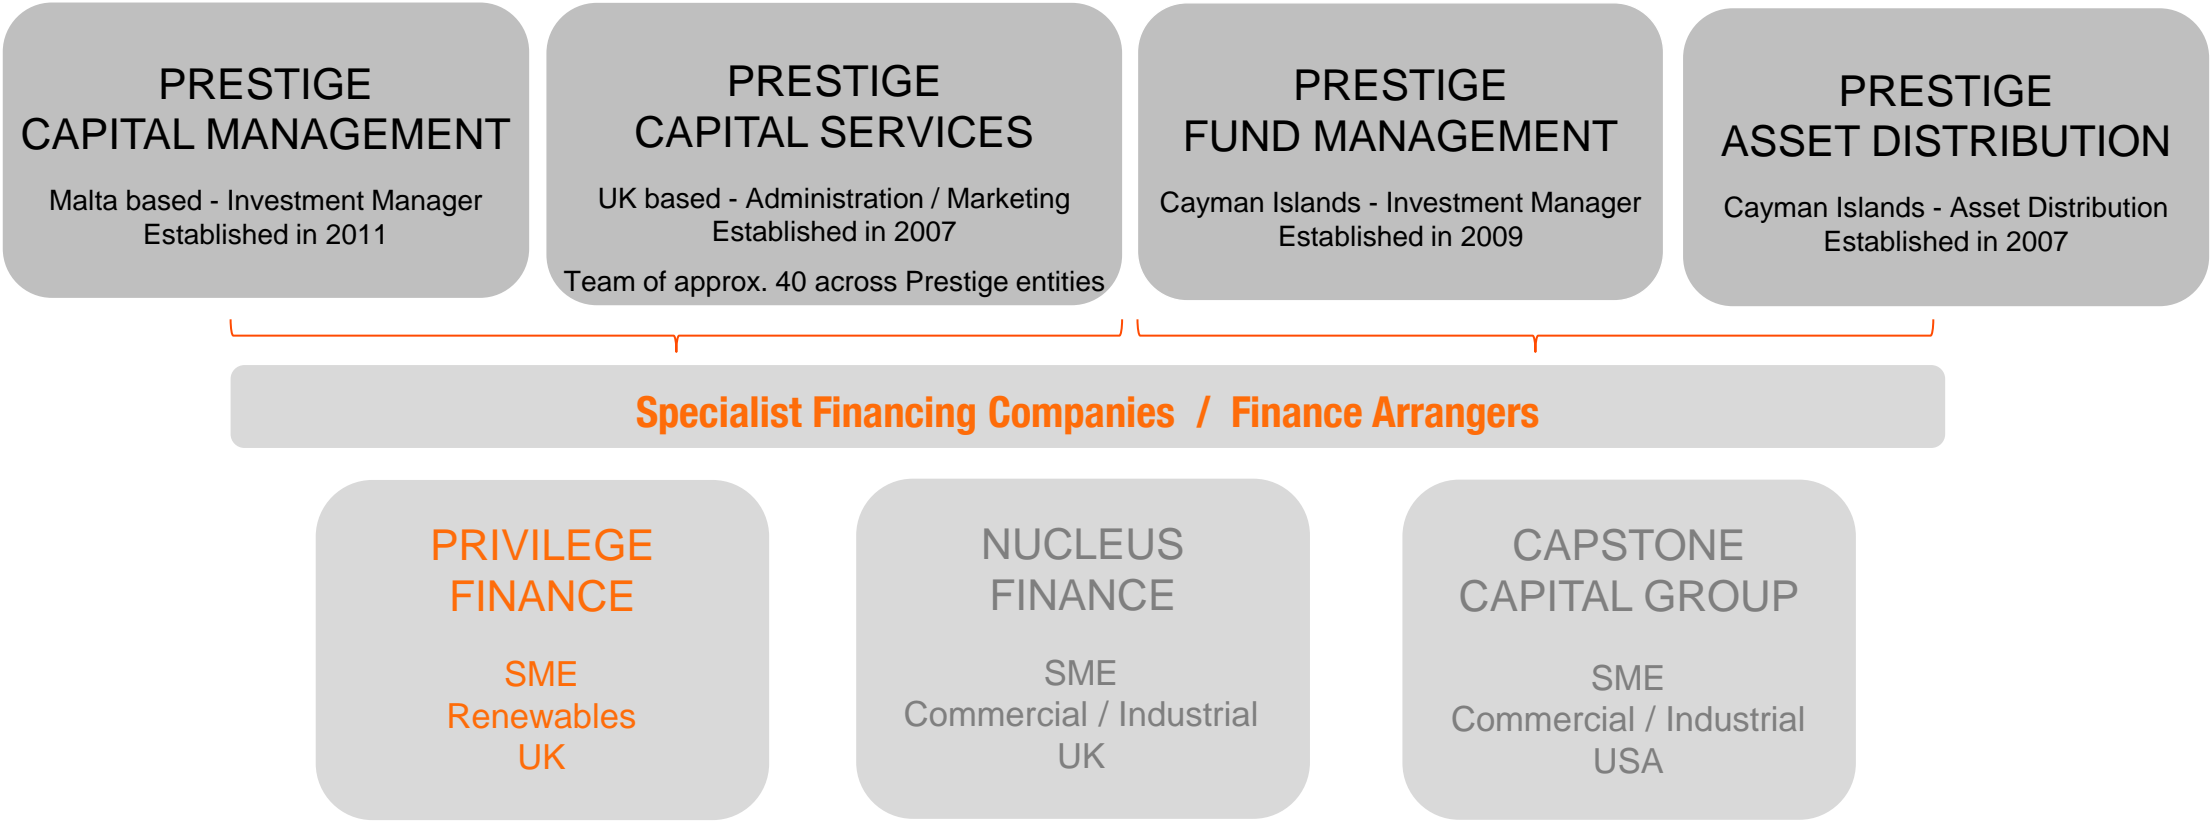 PRESTIGE
CAPITAL MANAGEMENT
Malta based - Investment Manager
Established in 2011
PRESTIGE
CAPITAL SERVICES
UK based - Administration / Marketing
Established in 2007
Team of approx. 40 across Prestige entities
PRESTIGE
FUND MANAGEMENT
Cayman Islands - Investment Manager
Established in 2009
PRESTIGE
ASSET DISTRIBUTION
Cayman Islands - Asset Distribution
Established in 2007
Specialist Financing Companies / Finance Arrangers
PRIVILEGE
FINANCE
SME
Renewables
UK
NUCLEUS
FINANCE
SME
Commercial / Industrial
UK
CAPSTONE
CAPITAL GROUP
SME
Commercial / Industrial
USA